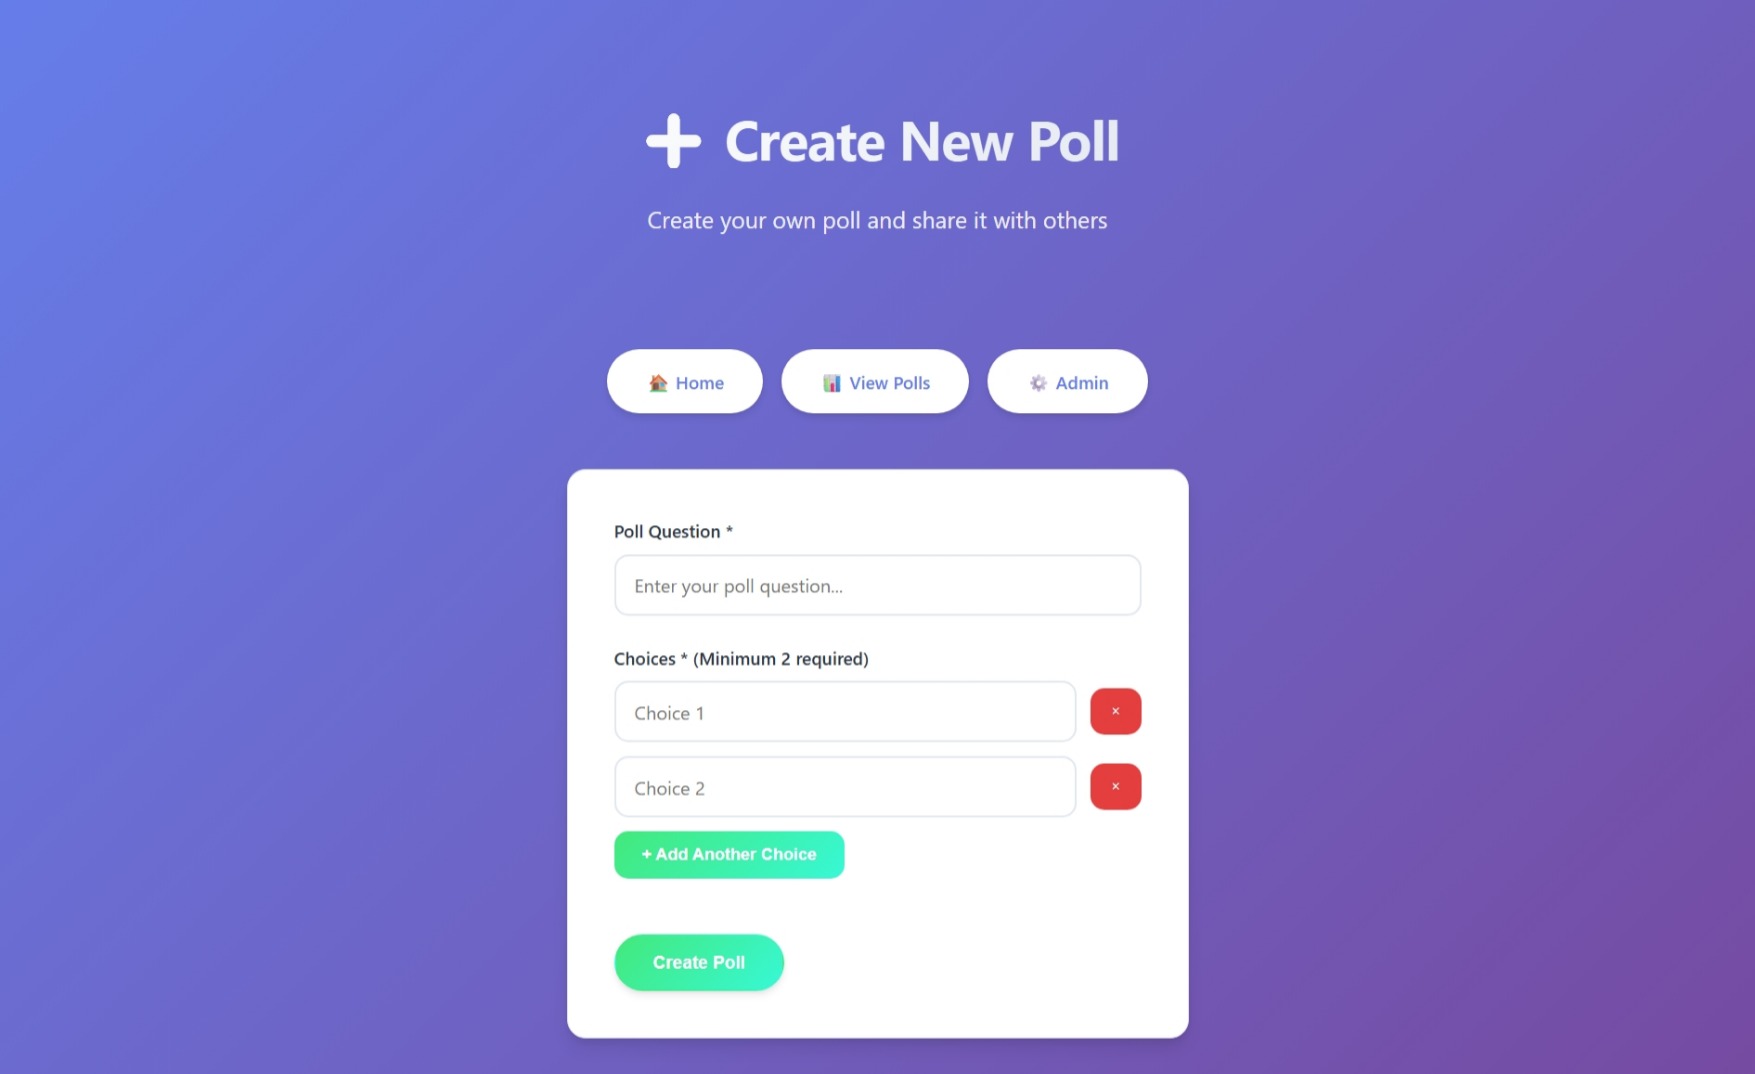 Create New Poll
Create your own poll and share it with others
Home View Polls Admin
Poll Question *
Enter your poll question...
Choices * (Minimum 2 required)
Choice 1 ×
Choice 2 ×
+ Add Another Choice
Create Poll